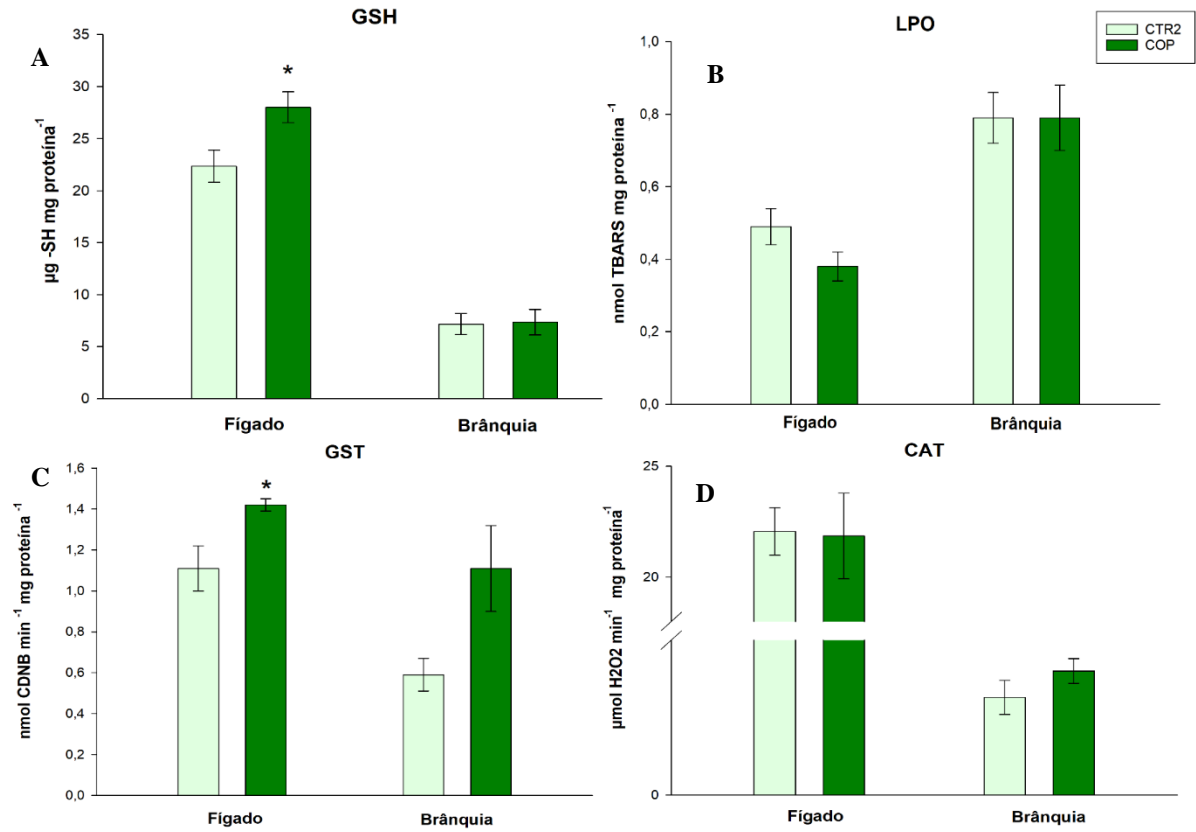 GSH
A
35
30
25
20
15
10
5
0
µg -SH mg proteína⁻¹
*
Fígado Brânquia
LPO
B
CTR2
COP
1,0
0,8
0,6
0,4
0,2
0,0
nmol TBARS mg proteína ⁻¹
Fígado Brânquia
GST
C
1,6
1,4
1,2
1,0
0,8
0,6
0,4
0,2
0,0
nmol CDNB min ⁻¹ mg proteína⁻¹
*
Fígado Brânquia
CAT
D
25
20
0
µmol H2O2 min⁻¹ mg proteína⁻¹
Fígado Brânquia